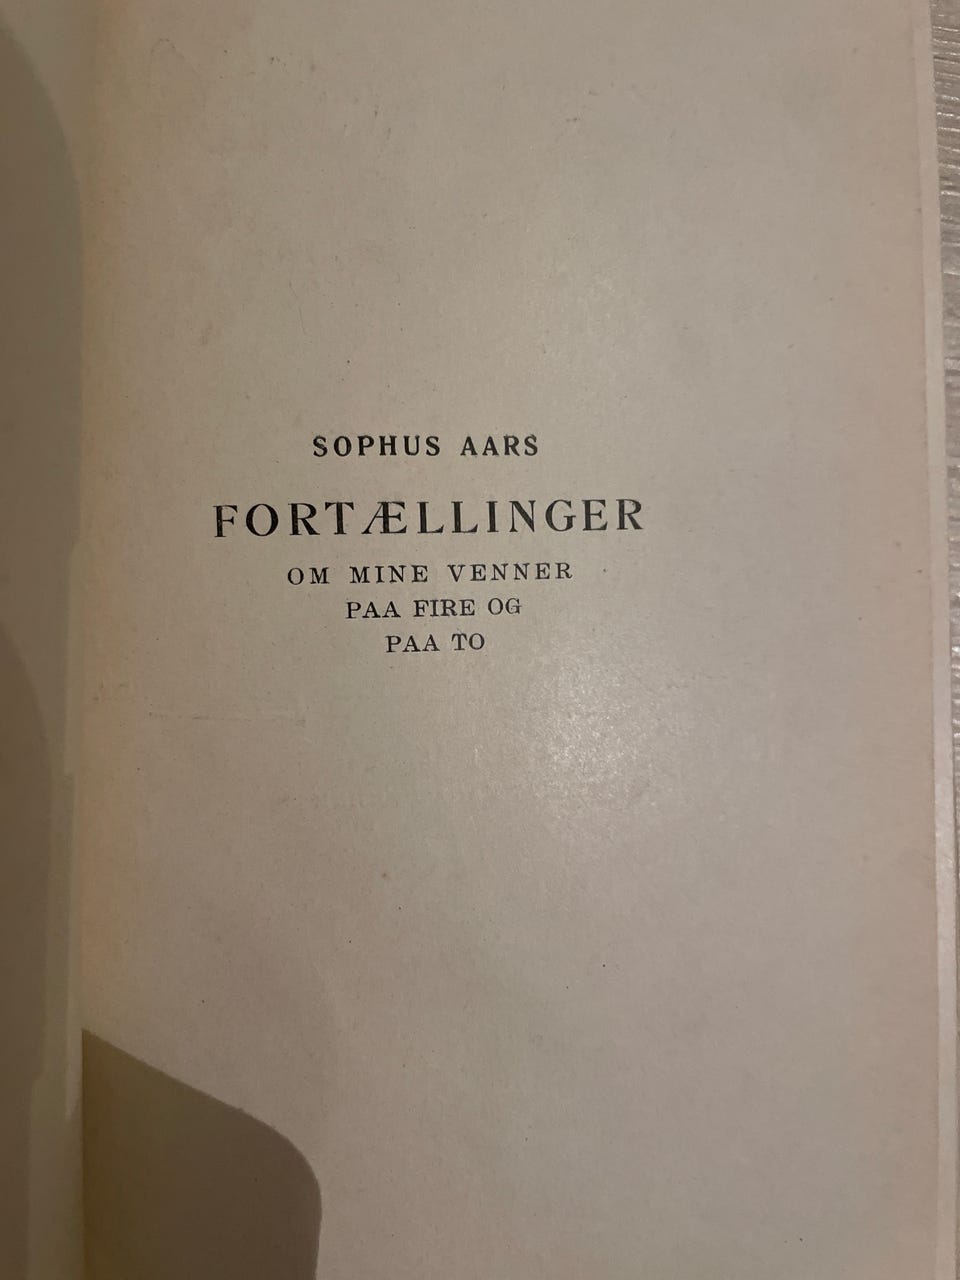 SOPHUS AARS
FORTÆLLINGER
OM MINE VENNER
PAA FIRE OG
PAA TO